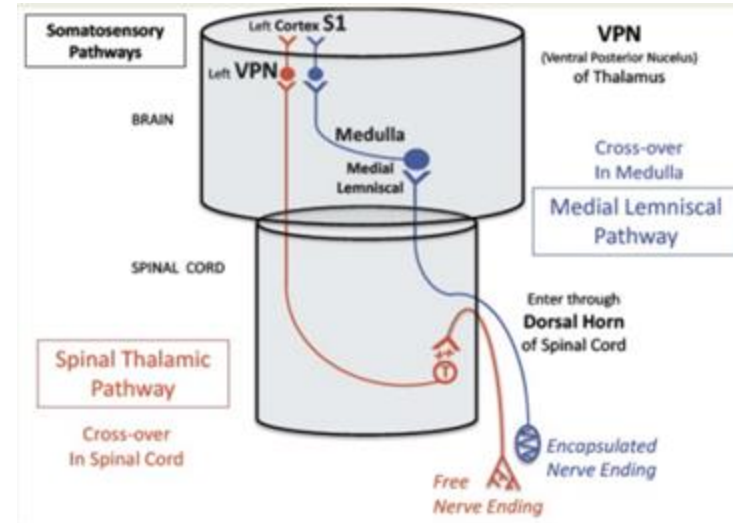 Somatosensory
Pathways
Left Cortex S1
Left VPN
VPN
(Ventral Posterior Nucelus)
of Thalamus
BRAIN
Medulla
Medial
Lemniscal
Cross-over
In Medulla
Medial Lemniscal
Pathway
SPINAL CORD
Enter through
Dorsal Horn
of Spinal Cord
Spinal Thalamic
Pathway
Cross-over
In Spinal Cord
++
T
Encapsulated
Nerve Ending
Free
Nerve Ending